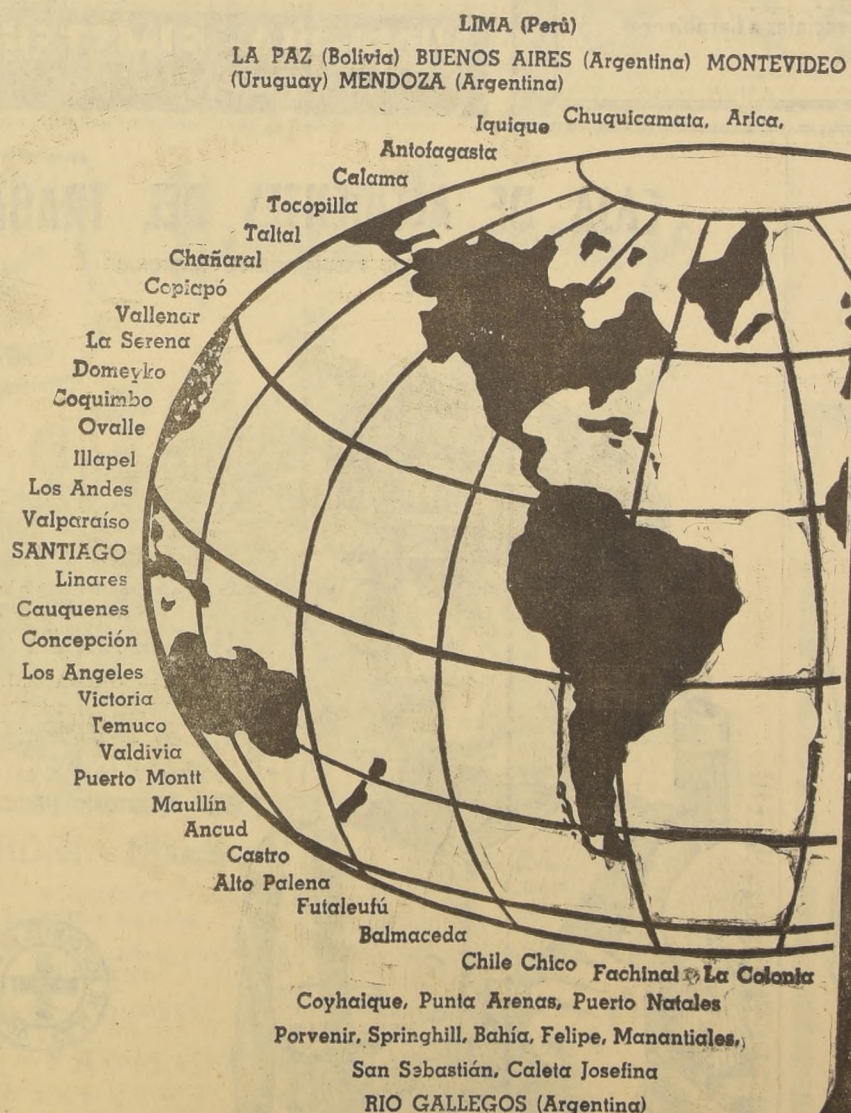 LIMA (Perú)
LA PAZ (Bolivia) BUENOS AIRES (Argentina) MONTEVIDEO
(Uruguay) MENDOZA (Argentina)
Iquique Chuquicamata, Arica,
Antofagasta
Calama
Tocopilla
Taltal
Chañaral
Copiapó
Vallenar
La Serena
Domeyko
Coquimbo
Ovalle
Illapel
Los Andes
Valparaíso
SANTIAGO
Linares
Cauquenes
Concepción
Los Angeles
Victoria
Temuco
Valdivia
Puerto Montt
Maullín
Ancud
Castro
Alto Palena
Futaleufú
Balmaceda
Chile Chico Fachinal La Colonia
Coyhaique, Punta Arenas, Puerto Natales
Porvenir, Springhill, Bahía, Felipe, Manantiales,
San Sebastián, Caleta Josefina
RIO GALLEGOS (Argentina)